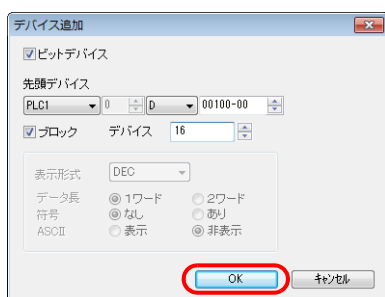 デバイス追加
ビットデバイス
先頭デバイス
PLC1 0 D 00100-00
ブロック デバイス 16
表示形式 DEC
データ長 1ワード 2ワード
符号 なし あり
ASCII 表示 非表示
OK キャンセル